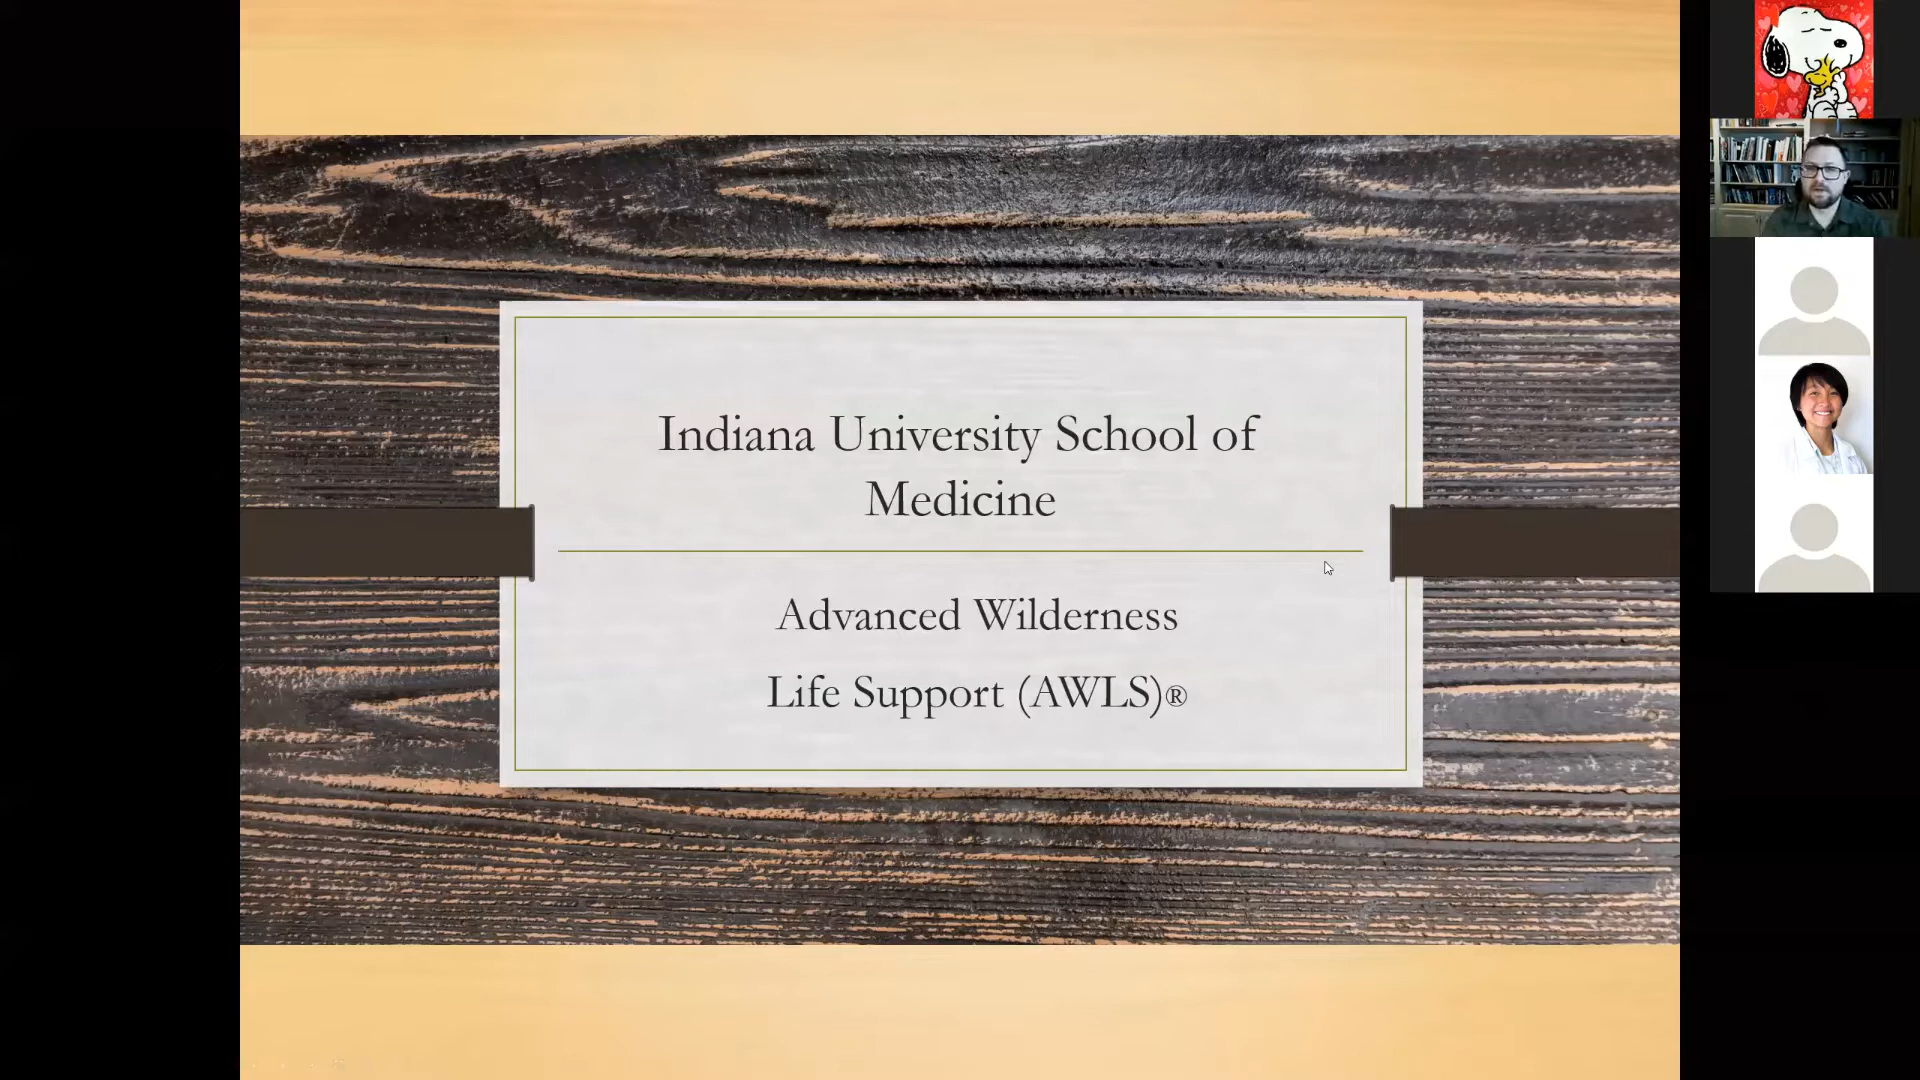 Indiana University School of
Medicine
Advanced Wilderness
Life Support (AWLS)®